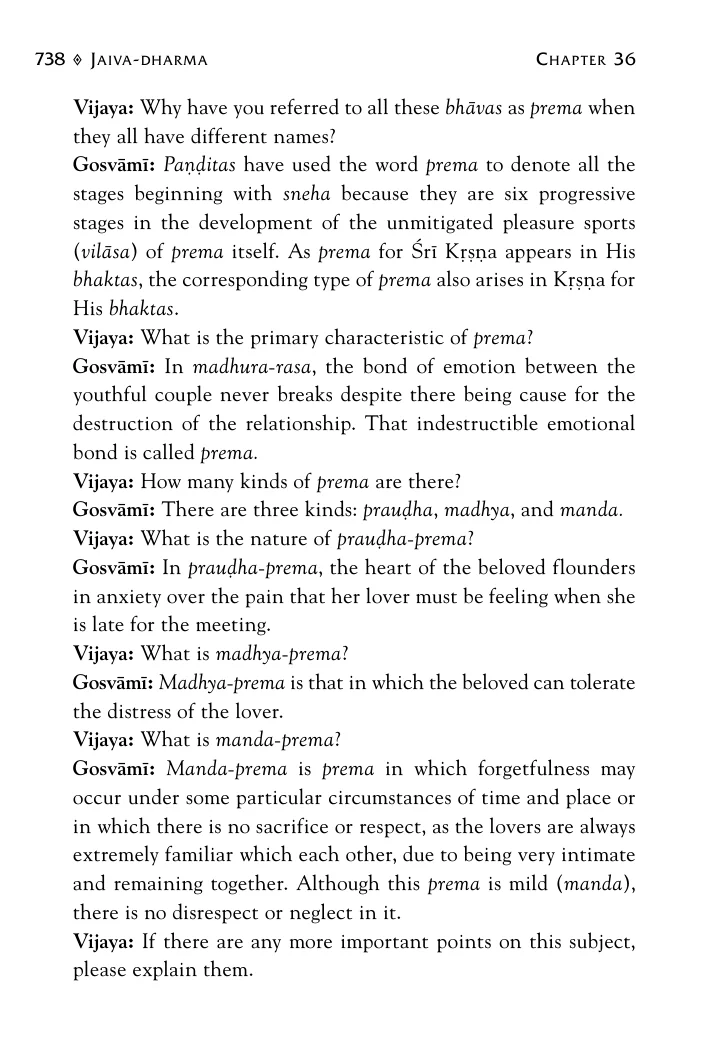 738 ◈ JAIVA-DHARMA CHAPTER 36
Vijaya: Why have you referred to all these bhāvas as prema when
they all have different names?
Gosvāmī: Paṇḍitas have used the word prema to denote all the
stages beginning with sneha because they are six progressive
stages in the development of the unmitigated pleasure sports
(vilāsa) of prema itself. As prema for Śrī Kṛṣṇa appears in His
bhaktas, the corresponding type of prema also arises in Kṛṣṇa for
His bhaktas.
Vijaya: What is the primary characteristic of prema?
Gosvāmī: In madhura-rasa, the bond of emotion between the
youthful couple never breaks despite there being cause for the
destruction of the relationship. That indestructible emotional
bond is called prema.
Vijaya: How many kinds of prema are there?
Gosvāmī: There are three kinds: prauḍha, madhya, and manda.
Vijaya: What is the nature of prauḍha-prema?
Gosvāmī: In prauḍha-prema, the heart of the beloved flounders
in anxiety over the pain that her lover must be feeling when she
is late for the meeting.
Vijaya: What is madhya-prema?
Gosvāmī: Madhya-prema is that in which the beloved can tolerate
the distress of the lover.
Vijaya: What is manda-prema?
Gosvāmī: Manda-prema is prema in which forgetfulness may
occur under some particular circumstances of time and place or
in which there is no sacrifice or respect, as the lovers are always
extremely familiar which each other, due to being very intimate
and remaining together. Although this prema is mild (manda),
there is no disrespect or neglect in it.
Vijaya: If there are any more important points on this subject,
please explain them.